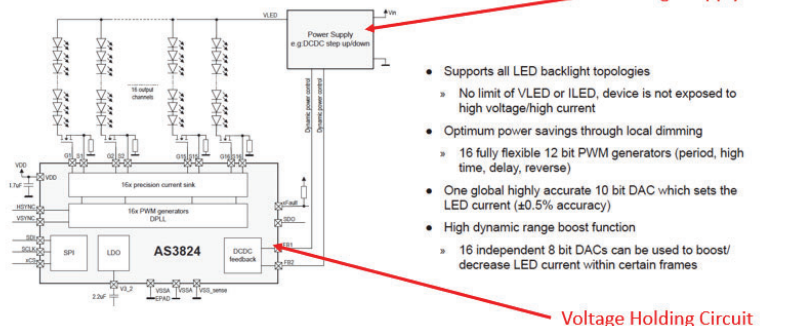 VLED
Vin
Power Supply
e.g:DCDC step up/down
16 output
channels
Dynamic power control
Dynamic power control
G1 S1 G2 S2 G15 S15 G16 S16
VDD
VDD
1.7uF
16x precision current sink
HSYNC
VSYNC
16x PWM generators
DPLL
xFault
SDO
SDI
SCLK
xCS
SPI
LDO
AS3824
DCDC
feedback
FB1
FB2
V3_2
2.2uF
VSSA VSSA VSS_sense
EPAD
● Supports all LED backlight topologies
» No limit of VLED or ILED, device is not exposed to
high voltage/high current
● Optimum power savings through local dimming
» 16 fully flexible 12 bit PWM generators (period, high
time, delay, reverse)
● One global highly accurate 10 bit DAC which sets the
LED current (±0.5% accuracy)
● High dynamic range boost function
» 16 independent 8 bit DACs can be used to boost/
decrease LED current within certain frames
Voltage Holding Circuit